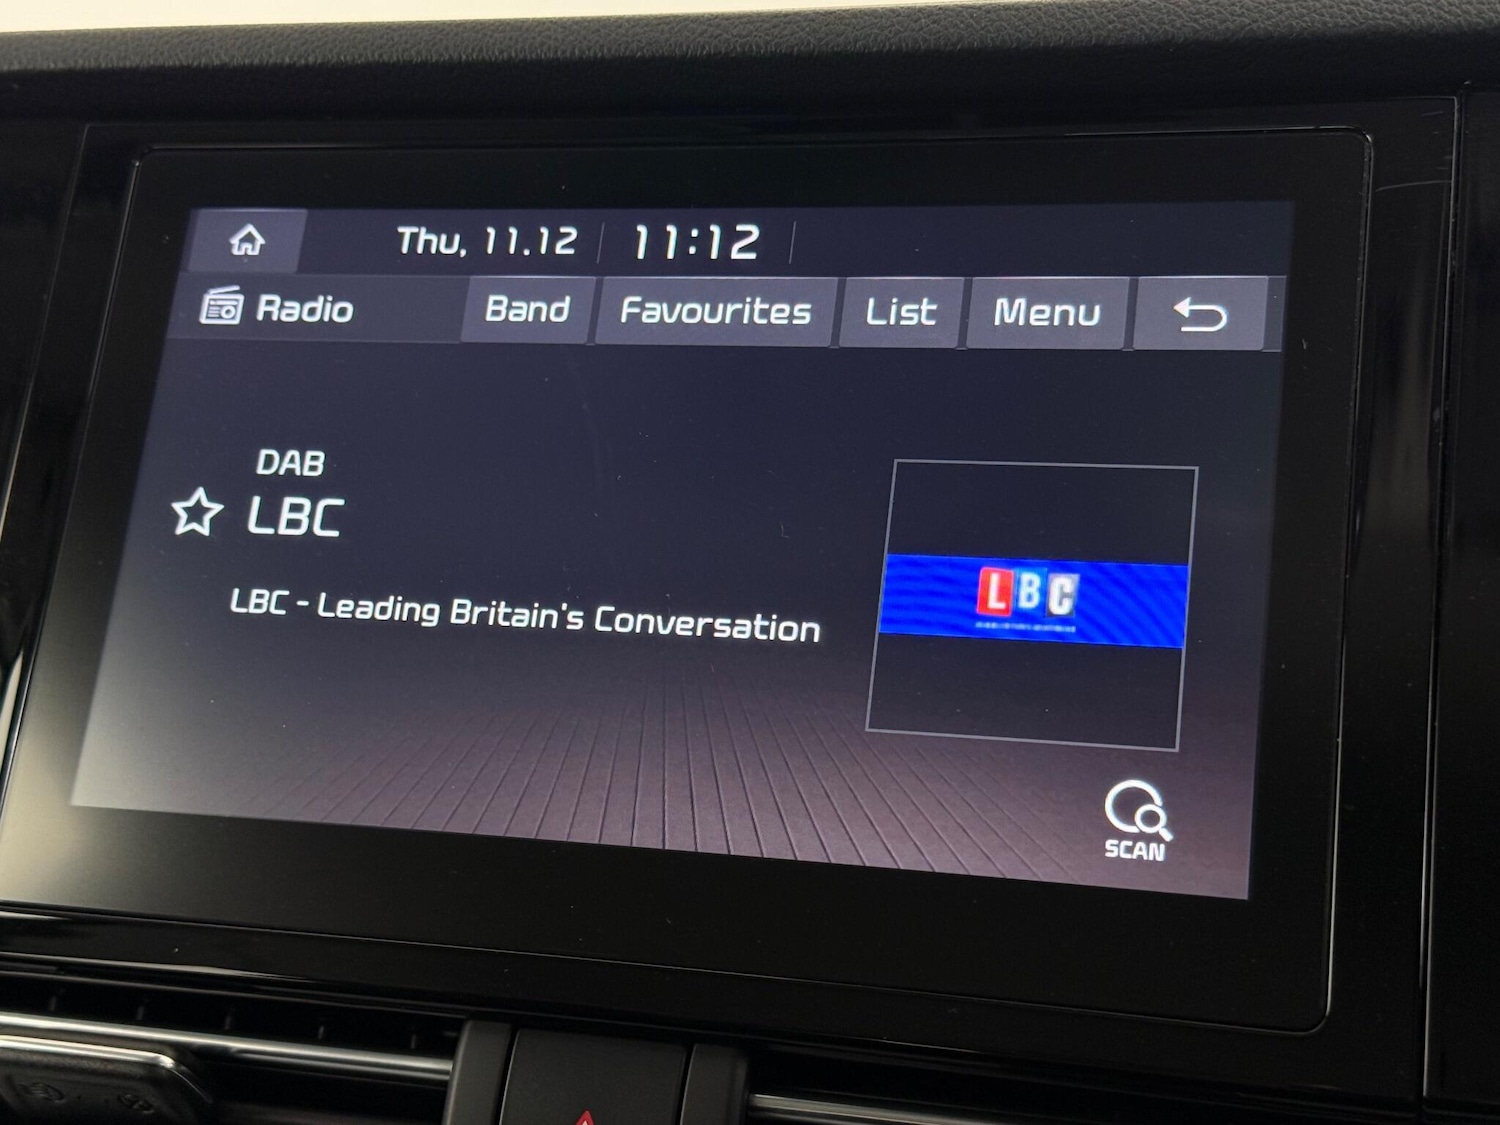 Thu, 11.12 11:12
Radio Band Favourites List Menu
DAB
LBC
LBC - Leading Britain's Conversation
LBC
SCAN